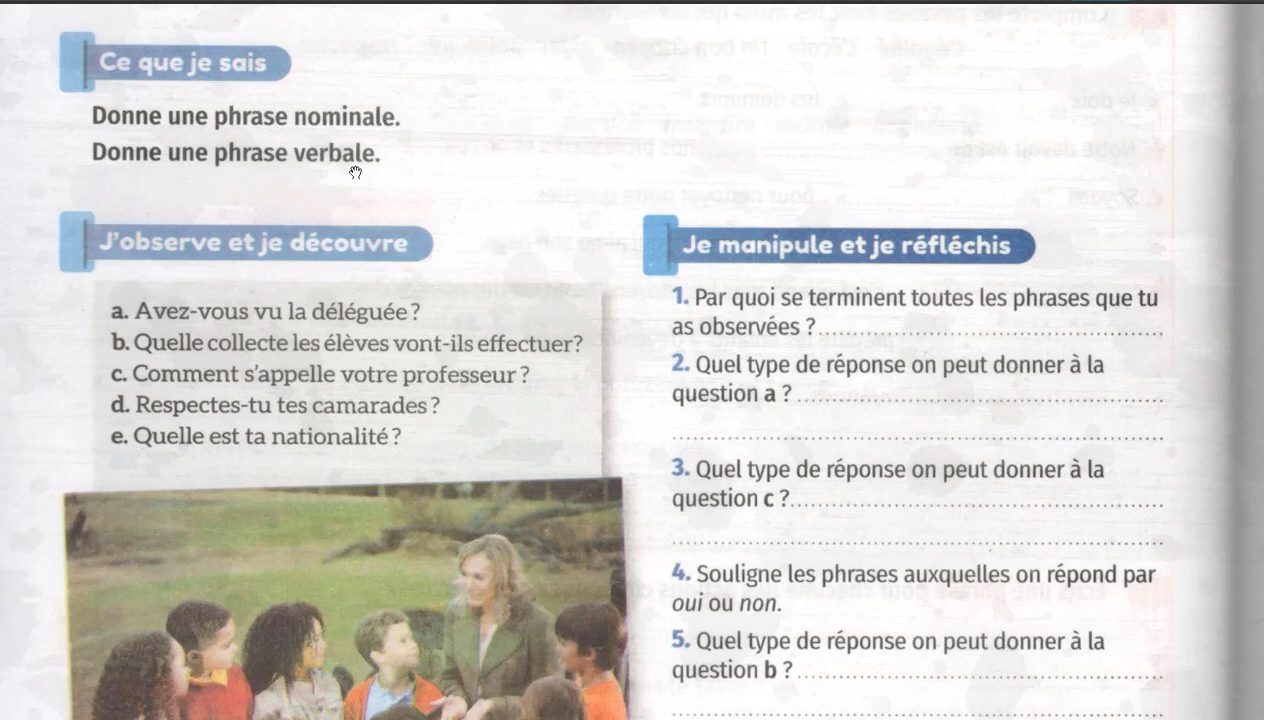 Ce que je sais
Donne une phrase nominale.
Donne une phrase verbale.
J'observe et je découvre
a. Avez-vous vu la déléguée ?
b. Quelle collecte les élèves vont-ils effectuer?
c. Comment s'appelle votre professeur ?
d. Respectes-tu tes camarades ?
e. Quelle est ta nationalité ?
Je manipule et je réfléchis
1. Par quoi se terminent toutes les phrases que tu
as observées ?
2. Quel type de réponse on peut donner à la
question a ?
3. Quel type de réponse on peut donner à la
question c ?
4. Souligne les phrases auxquelles on répond par
oui ou non.
5. Quel type de réponse on peut donner à la
question b ?